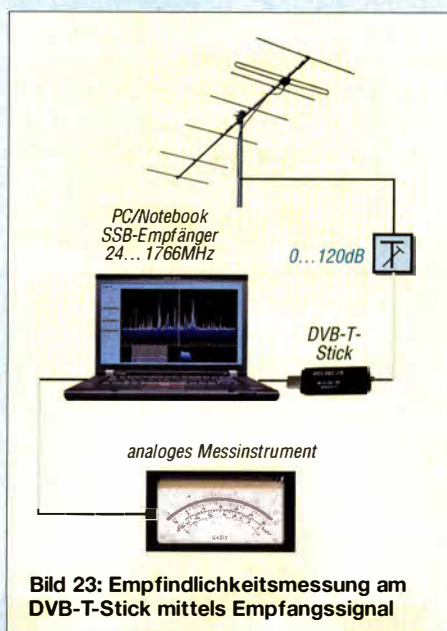 PC/Notebook
SSB-Empfänger
24... 1766MHz
0...120dB
DVB-T-
Stick
analoges Messinstrument
Bild 23: Empfindlichkeitsmessung am
DVB-T-Stick mittels Empfangssignal